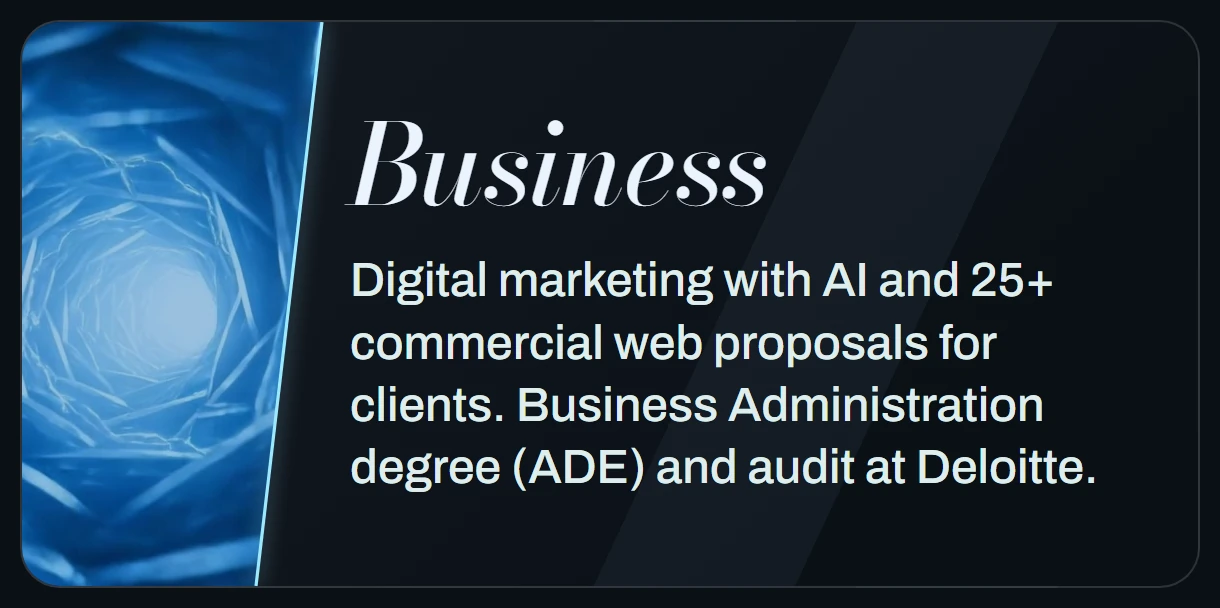 Business
Digital marketing with AI and 25+
commercial web proposals for
clients. Business Administration
degree (ADE) and audit at Deloitte.